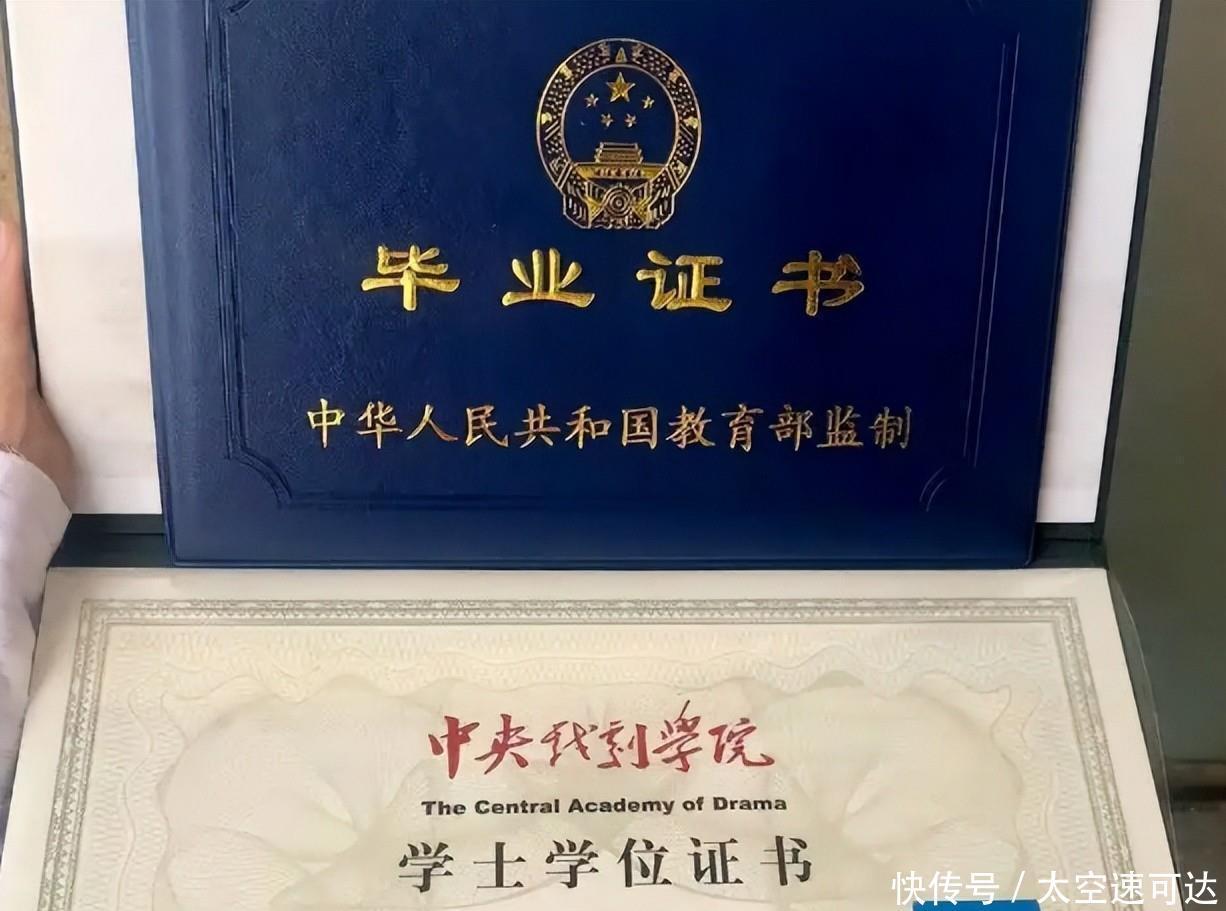 毕业证书
中华人民共和国教育部监制
中央戏剧学院
The Central Academy of Drama
学士学位证书
快传号 / 太空速可达